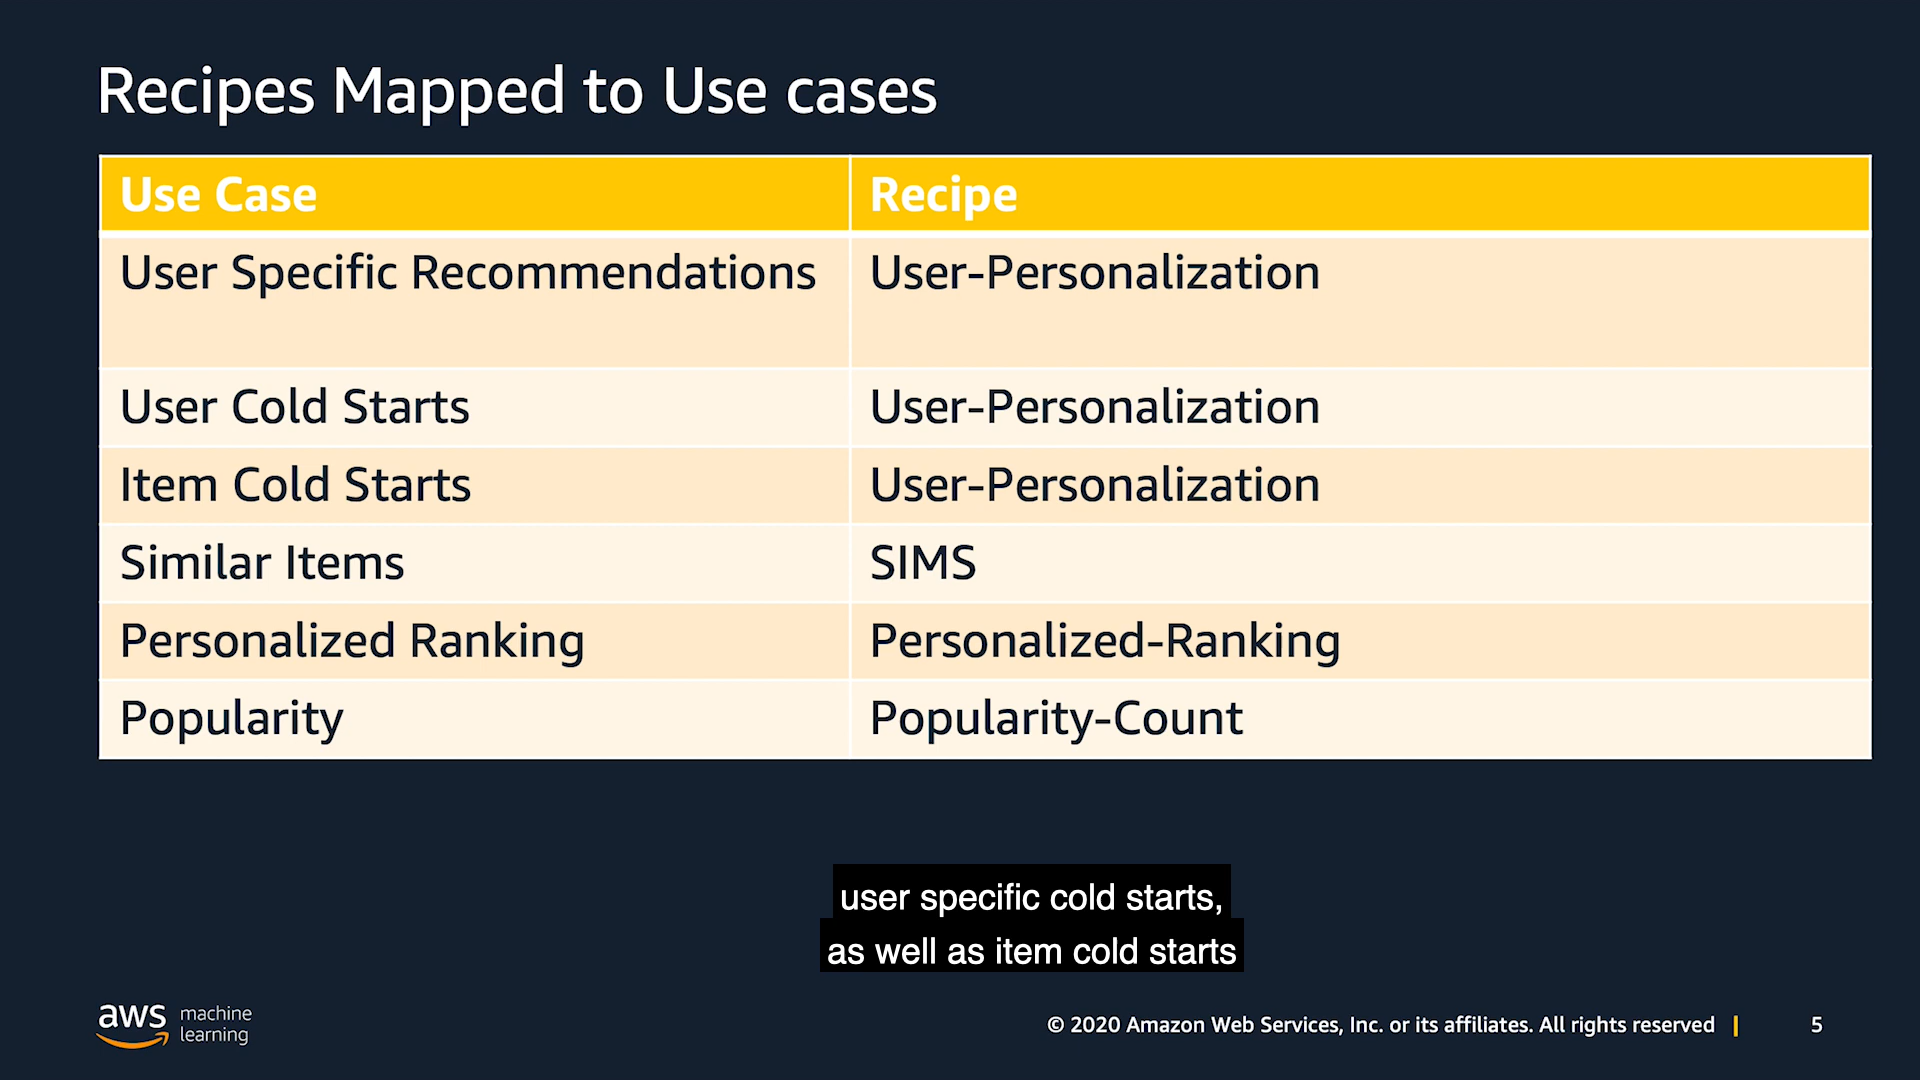 Recipes Mapped to Use cases
Use Case Recipe
User Specific Recommendations User-Personalization
User Cold Starts User-Personalization
Item Cold Starts User-Personalization
Similar Items SIMS
Personalized Ranking Personalized-Ranking
Popularity Popularity-Count
user specific cold starts,
as well as item cold starts
aws machine learning
© 2020 Amazon Web Services, Inc. or its affiliates. All rights reserved | 5